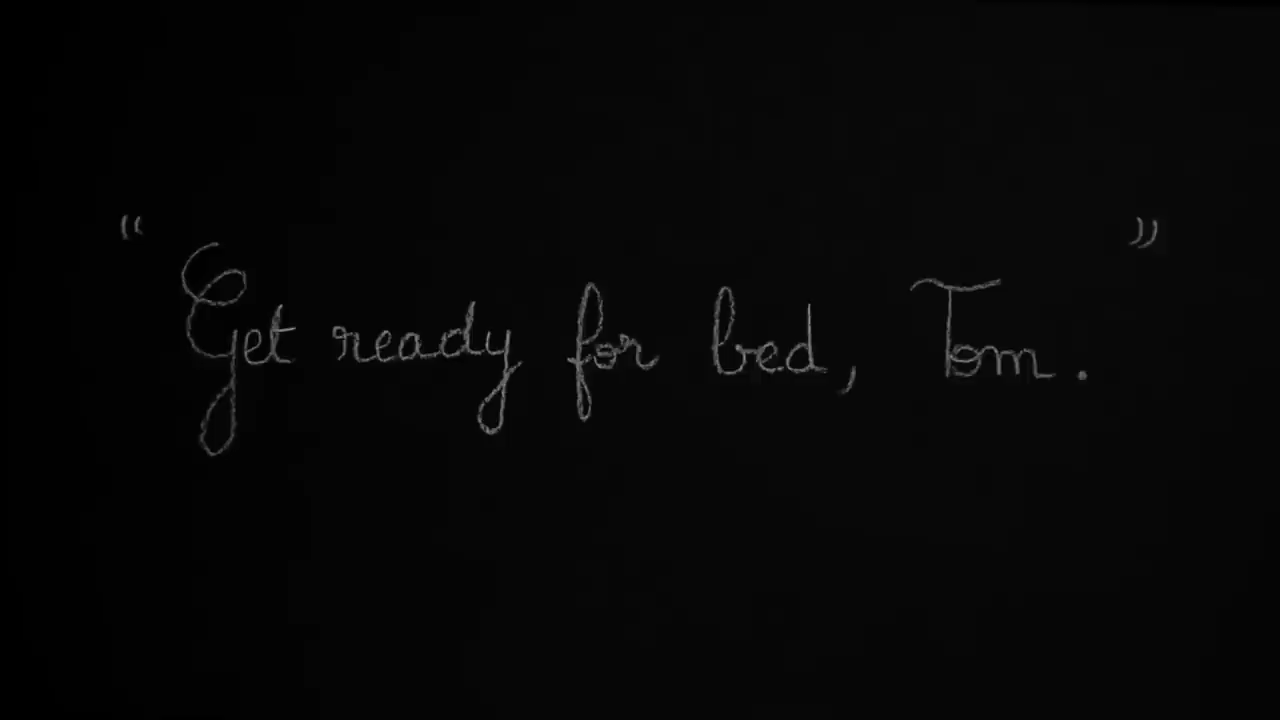 “Get ready for bed, Tom.”